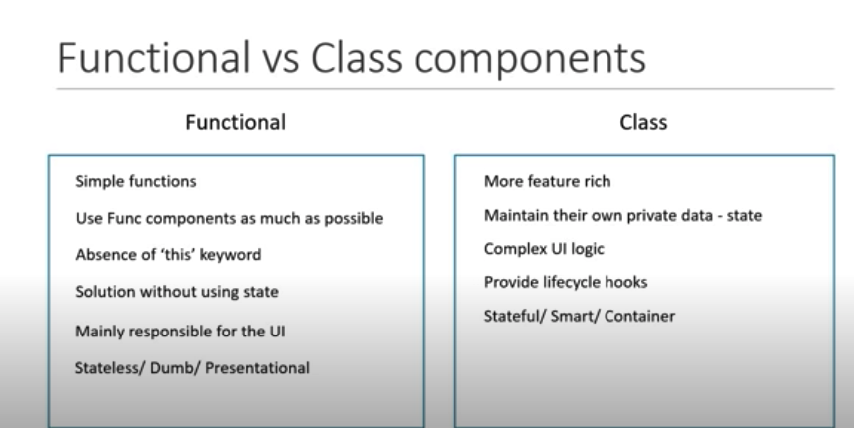 Functional vs Class components
Functional
Simple functions
Use Func components as much as possible
Absence of ‘this’ keyword
Solution without using state
Mainly responsible for the UI
Stateless/ Dumb/ Presentational
Class
More feature rich
Maintain their own private data - state
Complex UI logic
Provide lifecycle hooks
Stateful/ Smart/ Container